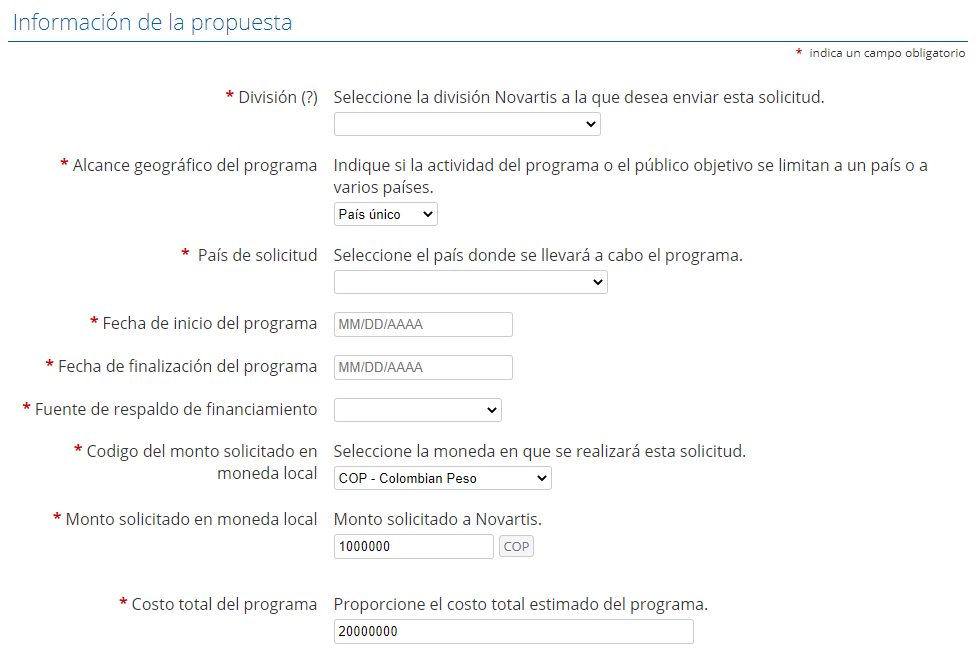 Información de la propuesta
* indica un campo obligatorio
* División (?) Seleccione la división Novartis a la que desea enviar esta solicitud.
* Alcance geográfico del programa Indique si la actividad del programa o el público objetivo se limitan a un país o a
varios países.
País único
* País de solicitud Seleccione el país donde se llevará a cabo el programa.
* Fecha de inicio del programa MM/DD/AAAA
* Fecha de finalización del programa MM/DD/AAAA
* Fuente de respaldo de financiamiento
* Codigo del monto solicitado en Seleccione la moneda en que se realizará esta solicitud.
moneda local COP - Colombian Peso
* Monto solicitado en moneda local Monto solicitado a Novartis.
1000000 COP
* Costo total del programa Proporcione el costo total estimado del programa.
20000000